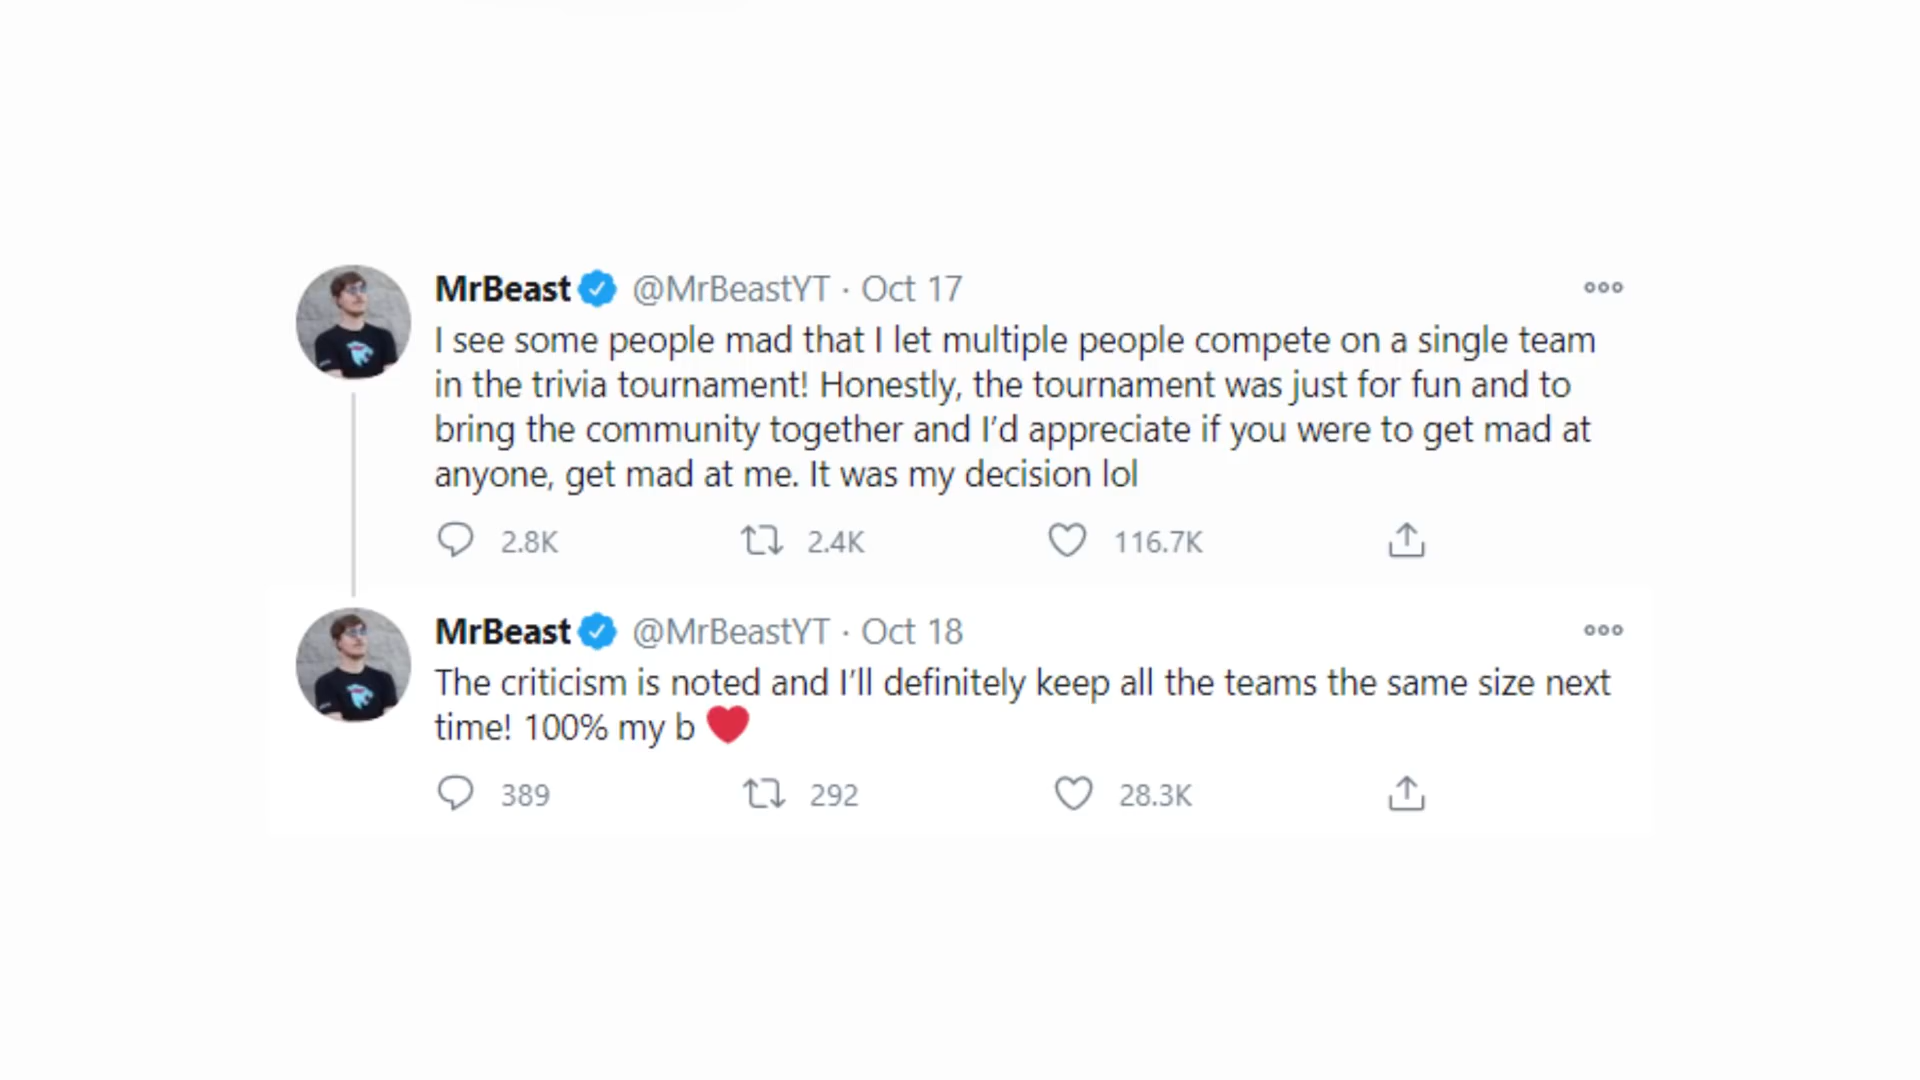 MrBeast @MrBeastYT · Oct 17
I see some people mad that I let multiple people compete on a single team
in the trivia tournament! Honestly, the tournament was just for fun and to
bring the community together and I’d appreciate if you were to get mad at
anyone, get mad at me. It was my decision lol
2.8K 2.4K 116.7K
MrBeast @MrBeastYT · Oct 18
The criticism is noted and I’ll definitely keep all the teams the same size next
time! 100% my b ❤️
389 292 28.3K